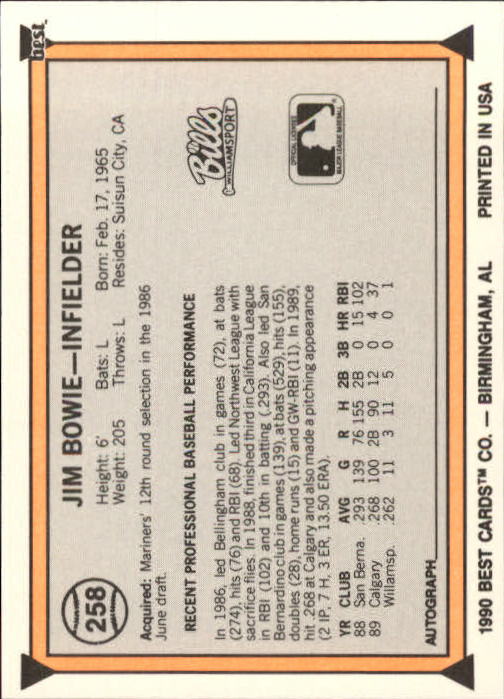 best
258
JIM BOWIE—INFIELDER
Height: 6' Bats: L Born: Feb. 17, 1965
Weight: 205 Throws: L Resides: Suisun City, CA
Acquired: Mariners' 12th round selection in the 1986
June draft.
RECENT PROFESSIONAL BASEBALL PERFORMANCE
In 1986, led Bellingham club in games (72), at bats
(274), hits (76) and RBI (68). Led Northwest League with
sacrifice flies. In 1988, finished third in California League
in RBI (102) and 10th in batting (.293). Also led San
Bernardino club in games (139), at bats (529), hits (155),
doubles (28), home runs (15) and GW-RBI (11). In 1989,
hit .268 at Calgary and also made a pitching appearance
(2 IP, 7 H, 3 ER, 13.50 ERA).
YR CLUB AVG G R H 2B 3B HR RBI
88 San Berna. .293 139 76 155 28 0 15 102
89 Calgary .268 100 28 90 12 0 4 37
Willamsp. .262 11 3 11 5 0 0 1
AUTOGRAPH
Bills
WILLIAMSPORT
OFFICIAL LICENSEE
MAJOR LEAGUE BASEBALL
1990 BEST CARDS™ CO. — BIRMINGHAM, AL PRINTED IN USA